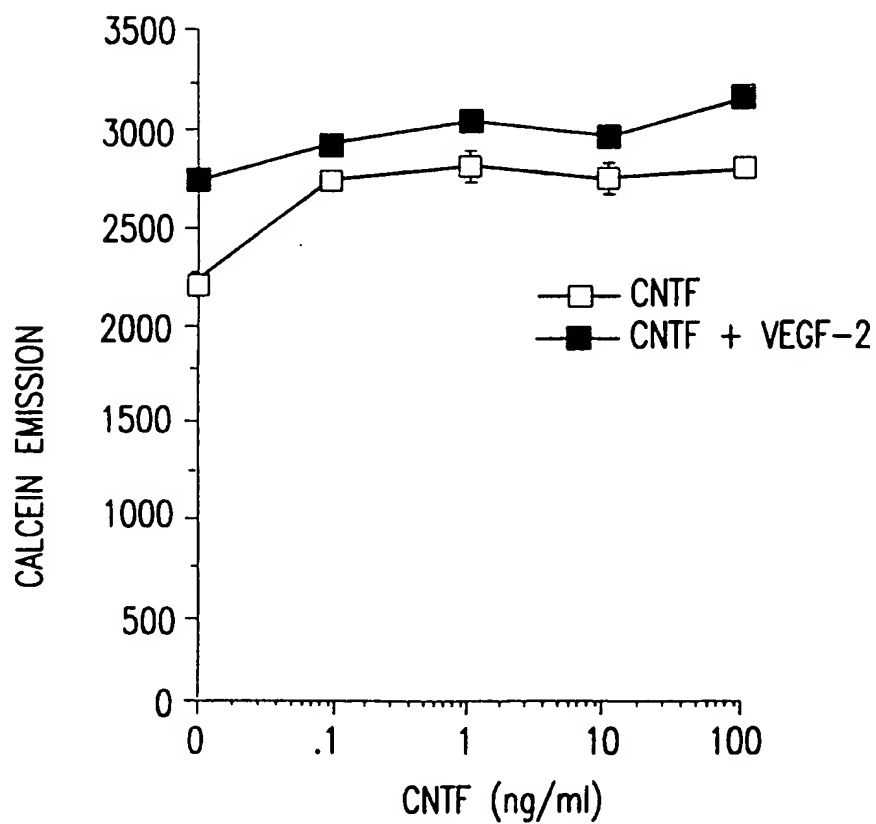 3500
3000
2500
2000
1500
1000
500
0
CALCEIN EMISSION
CNTF
CNTF + VEGF-2
0 .1 1 10 100
CNTF (ng/ml)